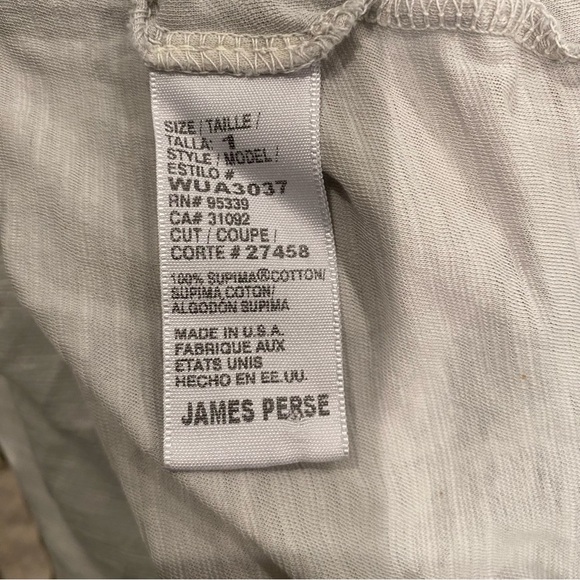 SIZE / TAILLE /
TALLA: 1
STYLE / MODEL /
ESTILO #
WUA3037
RN# 95339
CA# 31092
CUT / COUPE /
CORTE # 27458
100% SUPIMA® COTTON/
SUPIMA COTON/
ALGODÓN SUPIMA
MADE IN U.S.A.
FABRIQUE AUX
ETATS UNIS
HECHO EN EE.UU.
JAMES PERSE